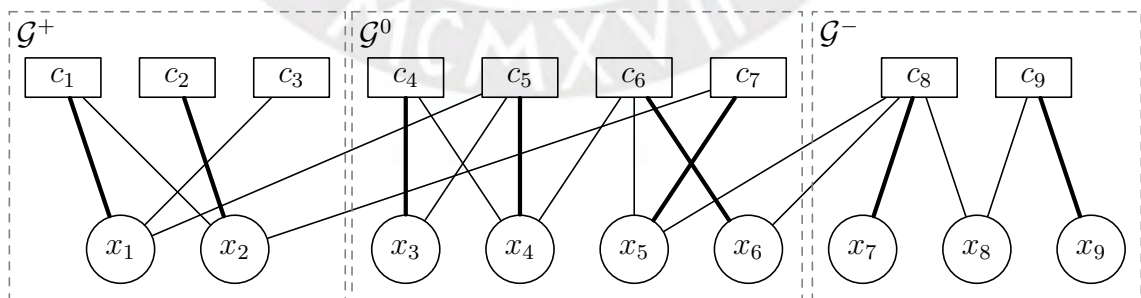 𝒢⁺ 𝒢⁰ 𝒢⁻
c₁ c₂ c₃ c₄ c₅ c₆ c₇ c₈ c₉
x₁ x₂ x₃ x₄ x₅ x₆ x₇ x₈ x₉
MCMXVII